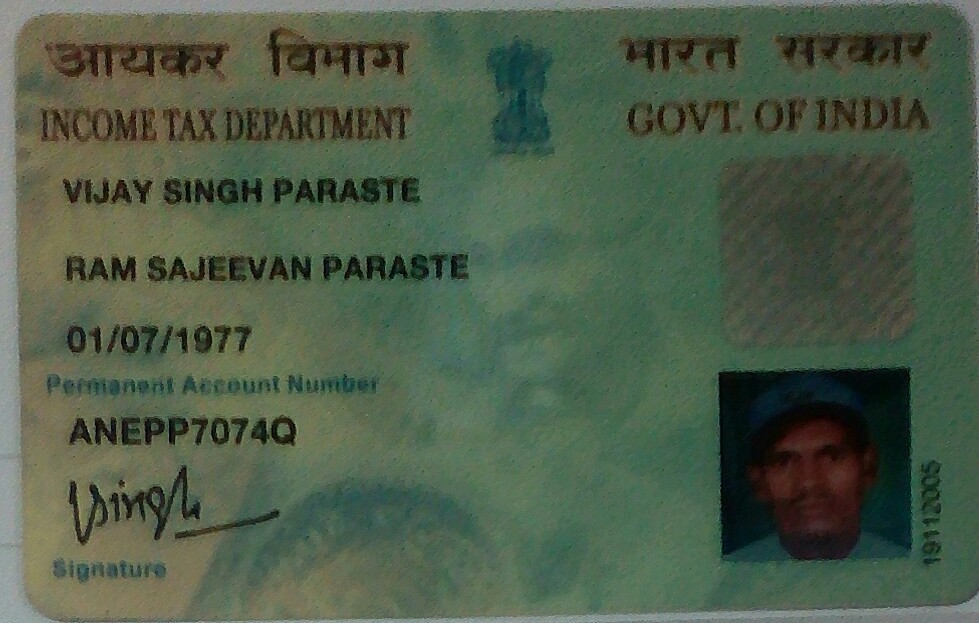 आयकर विभाग
भारत सरकार
INCOME TAX DEPARTMENT
GOVT. OF INDIA
VIJAY SINGH PARASTE
RAM SAJEEVAN PARASTE
01/07/1977
Permanent Account Number
ANEPP7074Q
VSingh
Signature
19112005